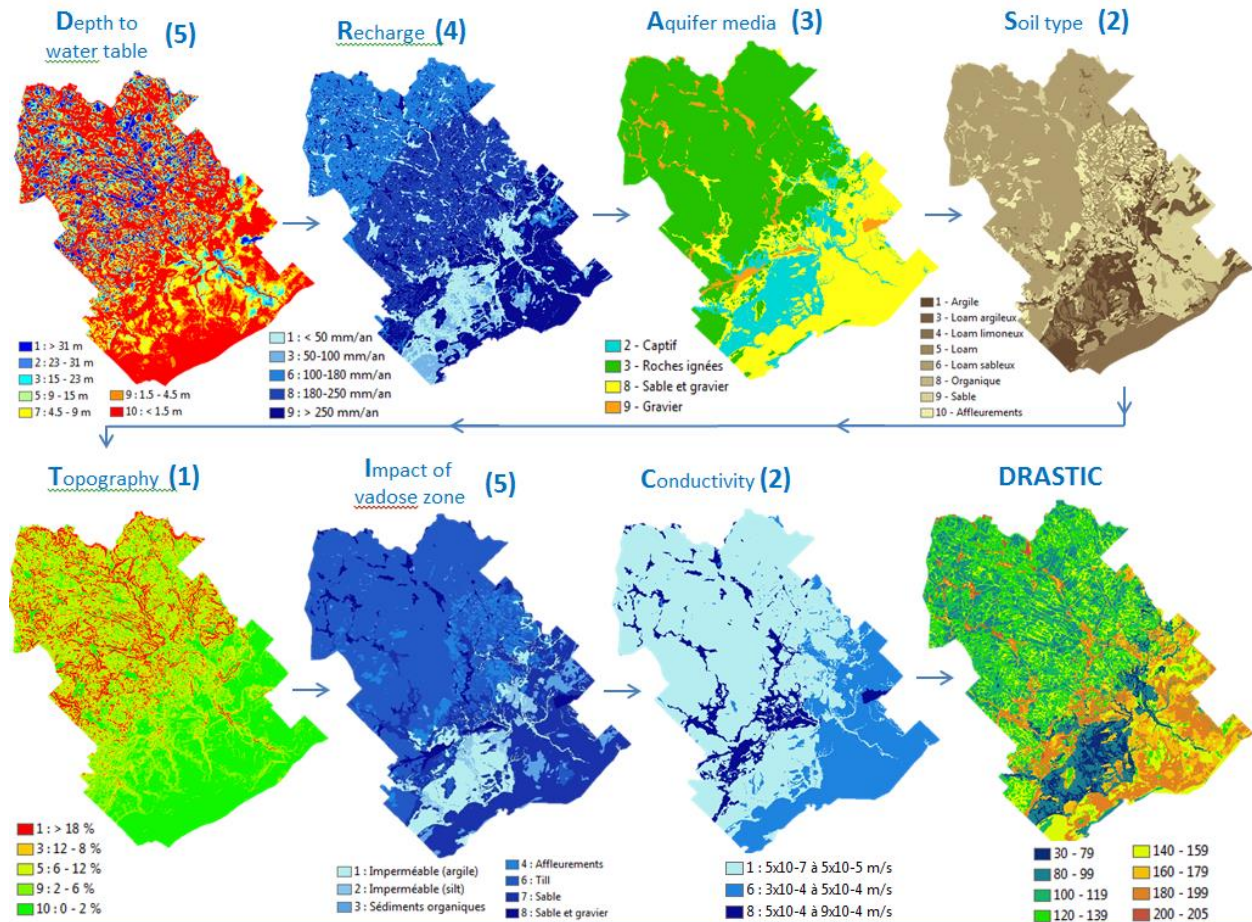 Depth to
water table (5)
Recharge (4)
Aquifer media (3)
Soil type (2)
1 : > 31 m
2 : 23 - 31 m
3 : 15 - 23 m
5 : 9 - 15 m
7 : 4.5 - 9 m
9 : 1.5 - 4.5 m
10 : < 1.5 m
1 : < 50 mm/an
3 : 50-100 mm/an
6 : 100-180 mm/an
8 : 180-250 mm/an
9 : > 250 mm/an
2 - Captif
3 - Roches ignées
8 - Sable et gravier
9 - Gravier
1 - Argile
3 - Loam argileux
4 - Loam limoneux
5 - Loam
6 - Loam sableux
8 - Organique
9 - Sable
10 - Affleurements
Topography (1)
Impact of
vadose zone (5)
Conductivity (2)
DRASTIC
1 : > 18 %
3 : 12 - 8 %
5 : 6 - 12 %
9 : 2 - 6 %
10 : 0 - 2 %
1 : Imperméable (argile)
2 : Imperméable (silt)
3 : Sédiments organiques
4 : Affleurements
6 : Till
7 : Sable
8 : Sable et gravier
1 : 5x10-7 à 5x10-5 m/s
6 : 3x10-4 à 5x10-4 m/s
8 : 5x10-4 à 9x10-4 m/s
30 - 79
80 - 99
100 - 119
120 - 139
140 - 159
160 - 179
180 - 199
200 - 205